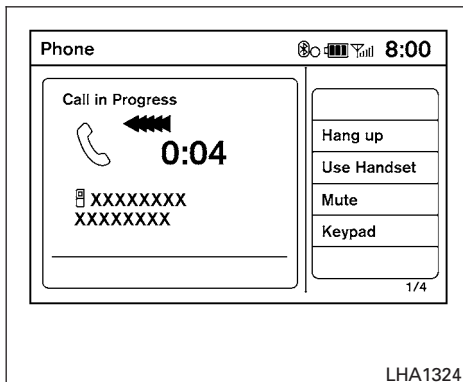 Phone 8:00
Call in Progress
0:04
XXXXXXXX
XXXXXXXX
Hang up
Use Handset
Mute
Keypad
1/4
LHA1324